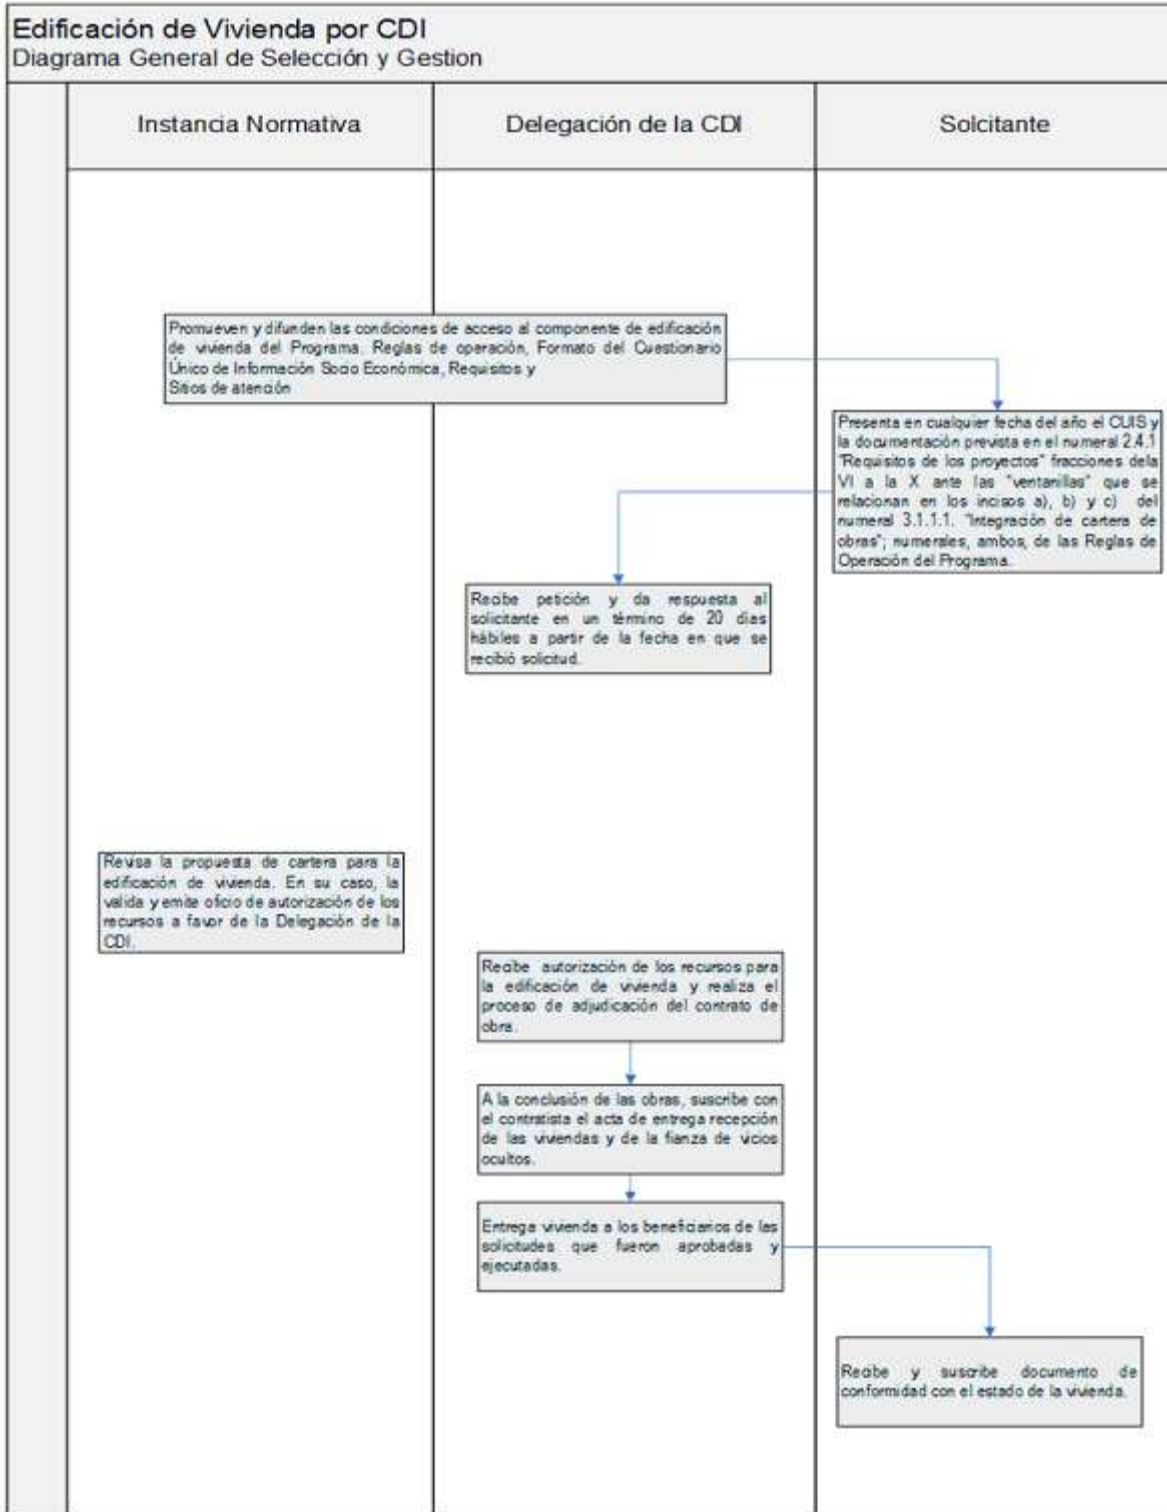 Edificación de Vivienda por CDI
Diagrama General de Selección y Gestion
Instancia Normativa
Delegación de la CDI
Solcitante
Promueven y difunden las condiciones de acceso al componente de edificación
de vivienda del Programa. Reglas de operación, Formato del Cuestionario
Único de Información Socio Económica, Requisitos y
Sitios de atención
Presenta en cualquier fecha del año el CUIS y
la documentación prevista en el numeral 2.4.1
"Requisitos de los proyectos" fracciones dela
VI a la X ante las "ventanillas" que se
relacionan en los incisos a), b) y c) del
numeral 3.1.1.1. "Integración de cartera de
obras"; numerales, ambos, de las Reglas de
Operación del Programa.
Recibe petición y da respuesta al
solicitante en un término de 20 días
hábiles a partir de la fecha en que se
recibió solicitud.
Revisa la propuesta de cartera para la
edificación de vivienda. En su caso, la
valida y emite oficio de autorización de los
recursos a favor de la Delegación de la
CDI.
Recibe autorización de los recursos para
la edificación de vivienda y realiza el
proceso de adjudicación del contrato de
obra.
A la conclusión de las obras, suscribe con
el contratista el acta de entrega recepción
de las viviendas y de la fianza de vicios
ocultos.
Entrega vivienda a los beneficiarios de las
solicitudes que fueron aprobadas y
ejecutadas.
Recibe y suscribe documento de
conformidad con el estado de la vivienda.